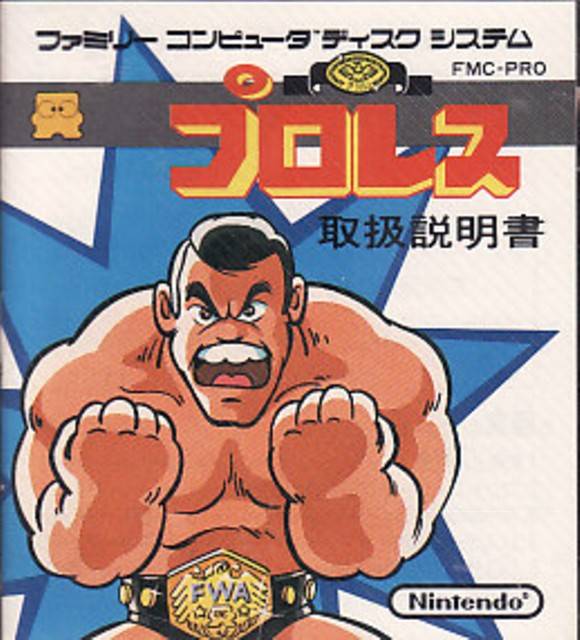 ファミリー コンピュータ ディスク システム
FMC-PRO
プロレス
取扱説明書
FWA
Nintendo®